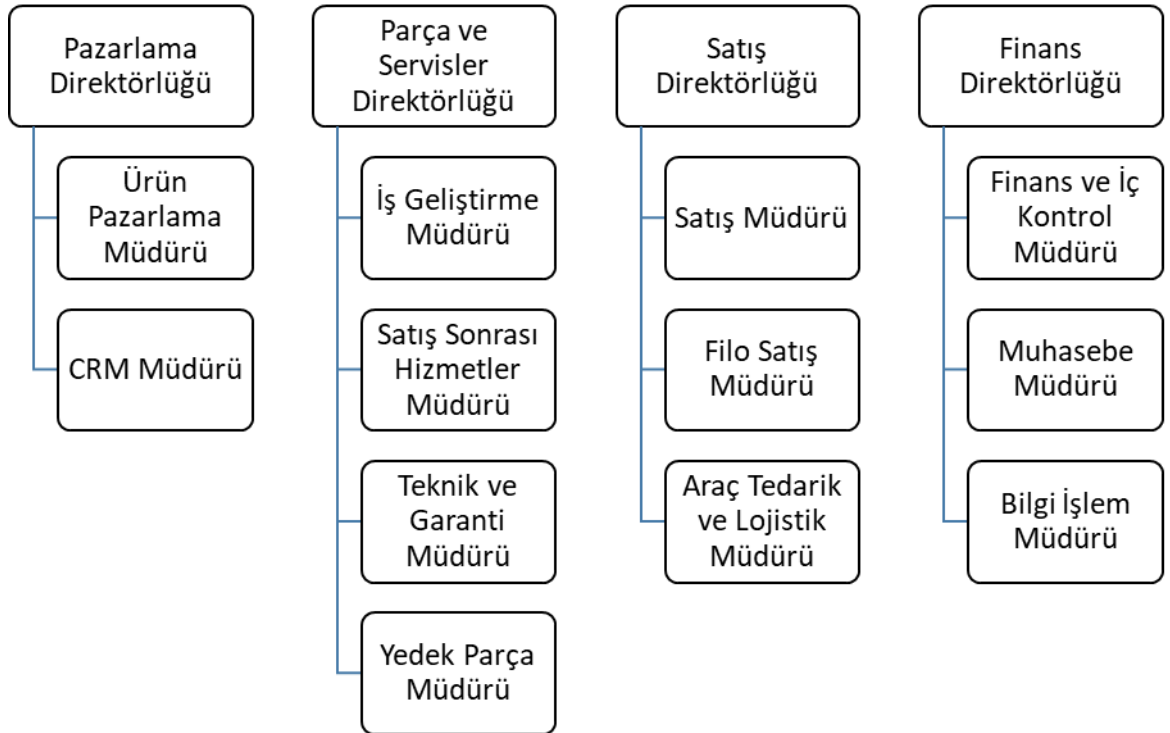 Pazarlama
Direktörlüğü
Ürün
Pazarlama
Müdürü
CRM Müdürü
Parça ve
Servisler
Direktörlüğü
İş Geliştirme
Müdürü
Satış Sonrası
Hizmetler
Müdürü
Teknik ve
Garanti
Müdürü
Yedek Parça
Müdürü
Satış
Direktörlüğü
Satış Müdürü
Filo Satış
Müdürü
Araç Tedarik
ve Lojistik
Müdürü
Finans
Direktörlüğü
Finans ve İç
Kontrol
Müdürü
Muhasebe
Müdürü
Bilgi İşlem
Müdürü